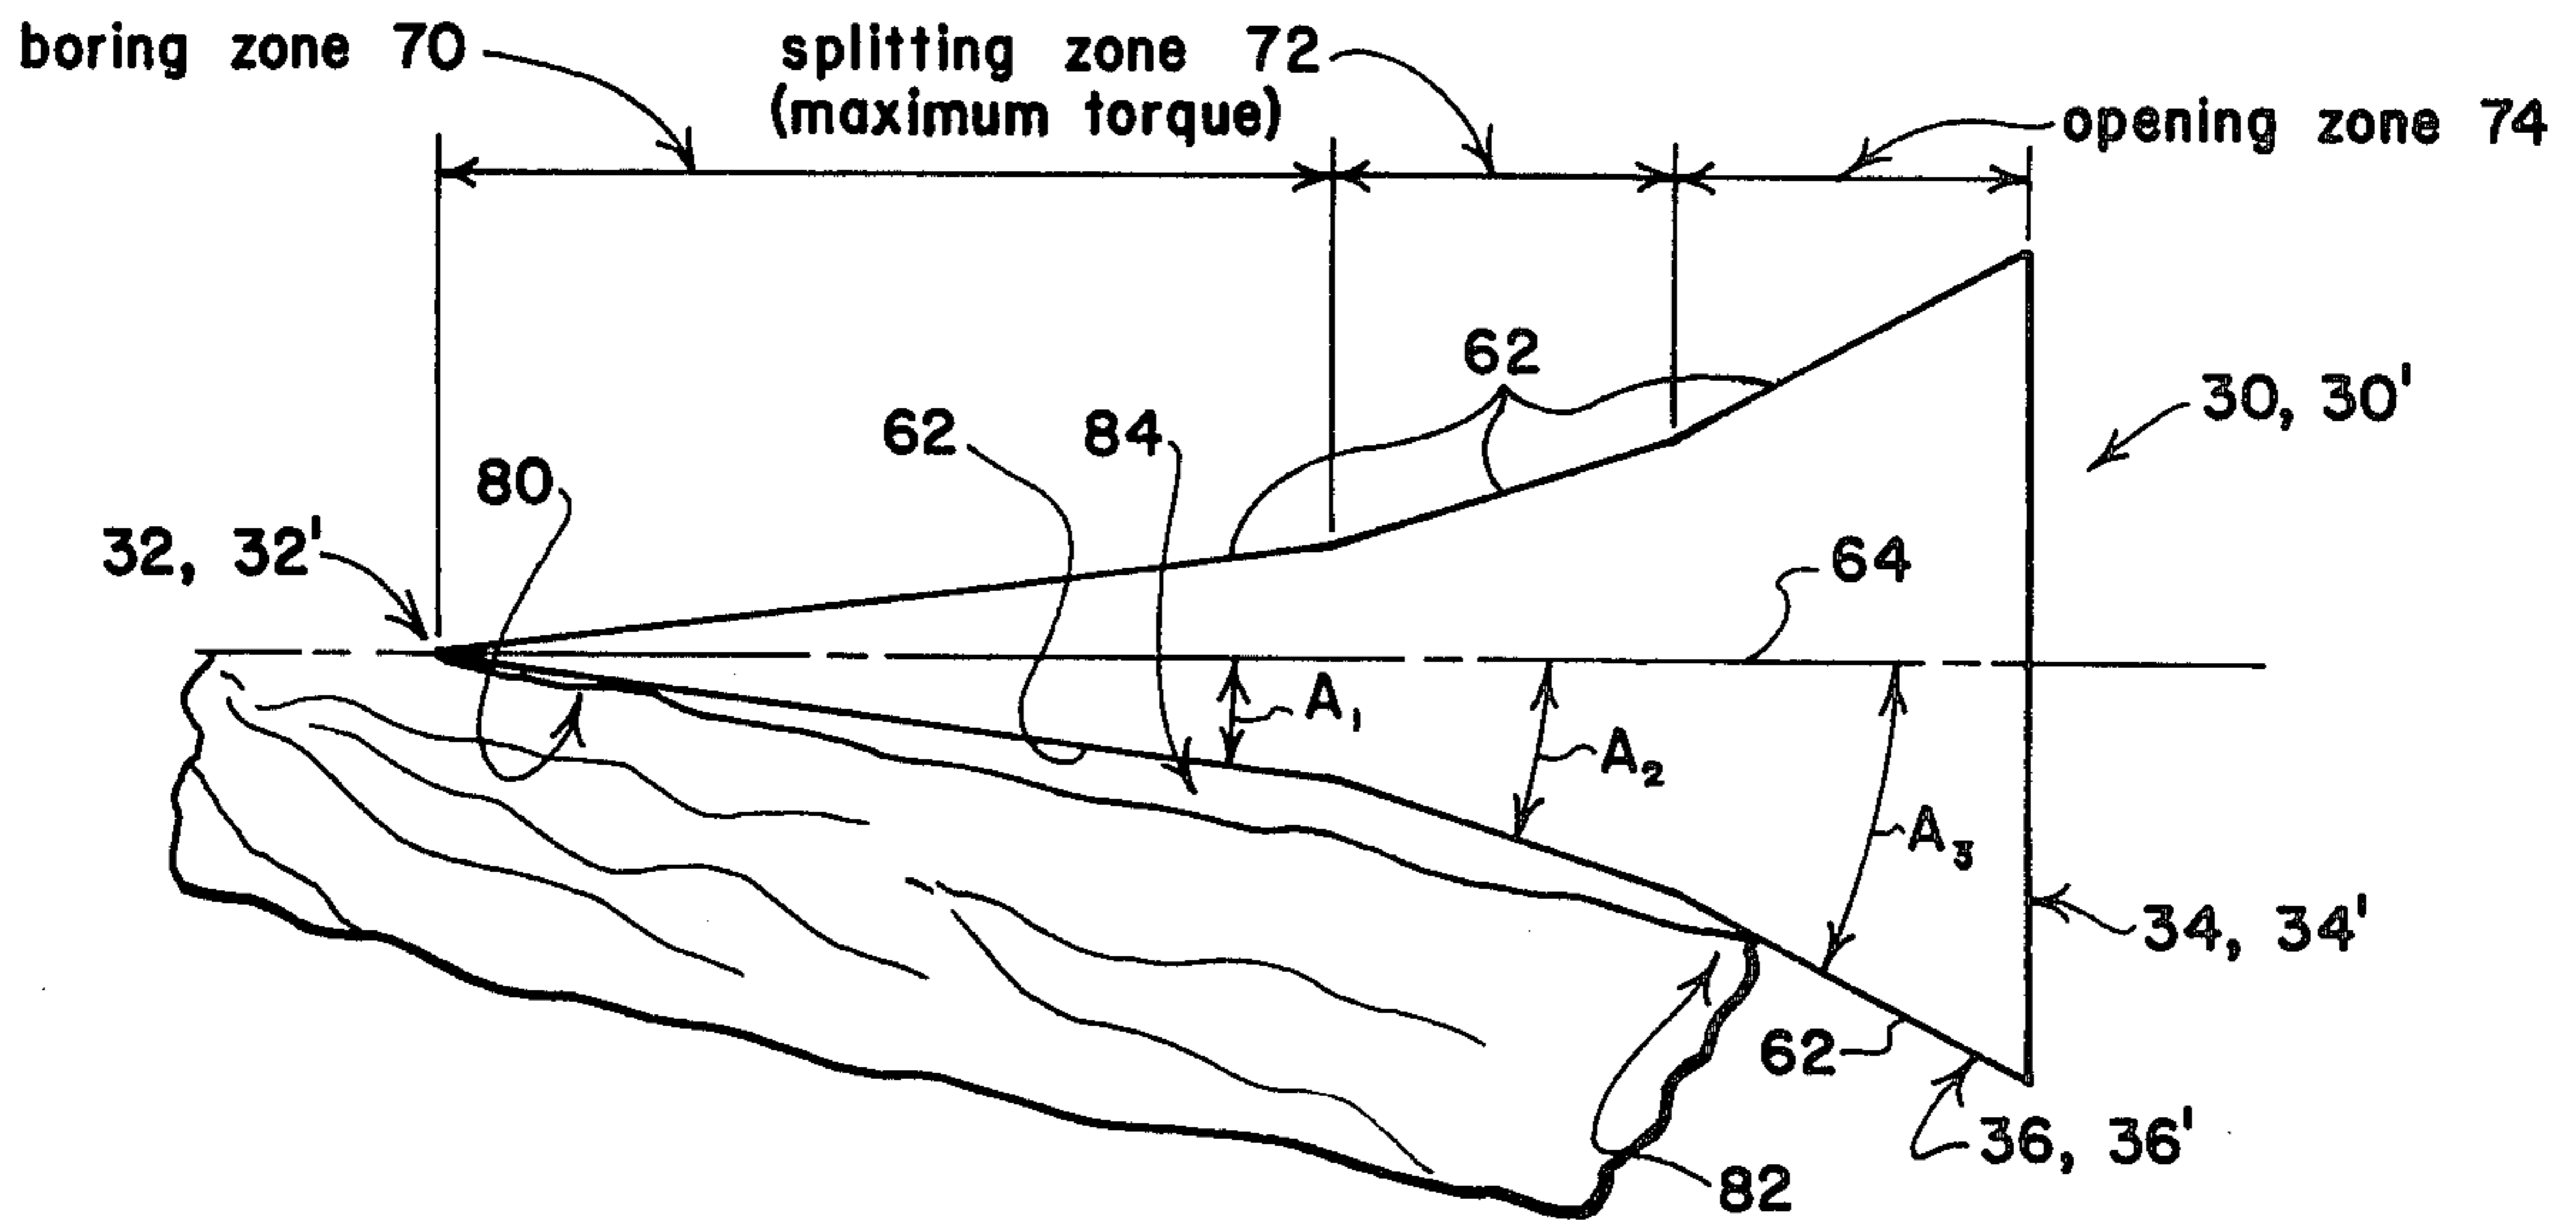 boring zone 70
splitting zone 72
(maximum torque)
opening zone 74
62
30, 30'
62
84
80
32, 32'
64
A₁
A₂
A₃
34, 34'
62
36, 36'
82